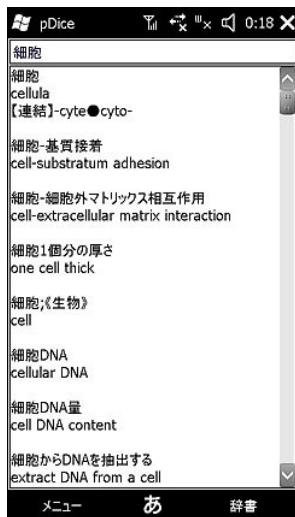 pDice 0:18
細胞
細胞
cellula
【連結】-cyte●cyto-
細胞-基質接着
cell-substratum adhesion
細胞-細胞外マトリックス相互作用
cell-extracellular matrix interaction
細胞1個分の厚さ
one cell thick
細胞;《生物》
cell
細胞DNA
cellular DNA
細胞DNA量
cell DNA content
細胞からDNAを抽出する
extract DNA from a cell
メニュー あ 辞書